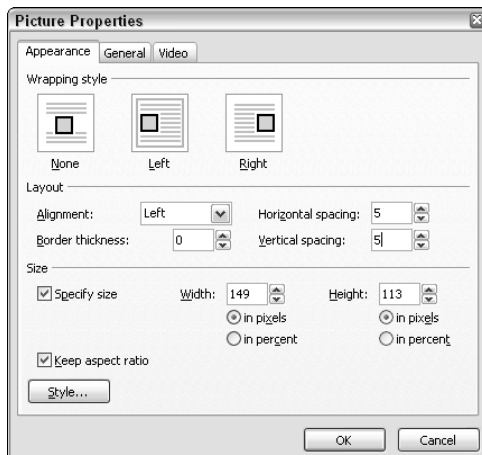 Picture Properties
Appearance General Video
Wrapping style
None Left Right
Layout
Alignment: Left Horizontal spacing: 5
Border thickness: 0 Vertical spacing: 5
Size
Specify size Width: 149 Height: 113
in pixels in pixels
in percent in percent
Keep aspect ratio
Style...
OK Cancel